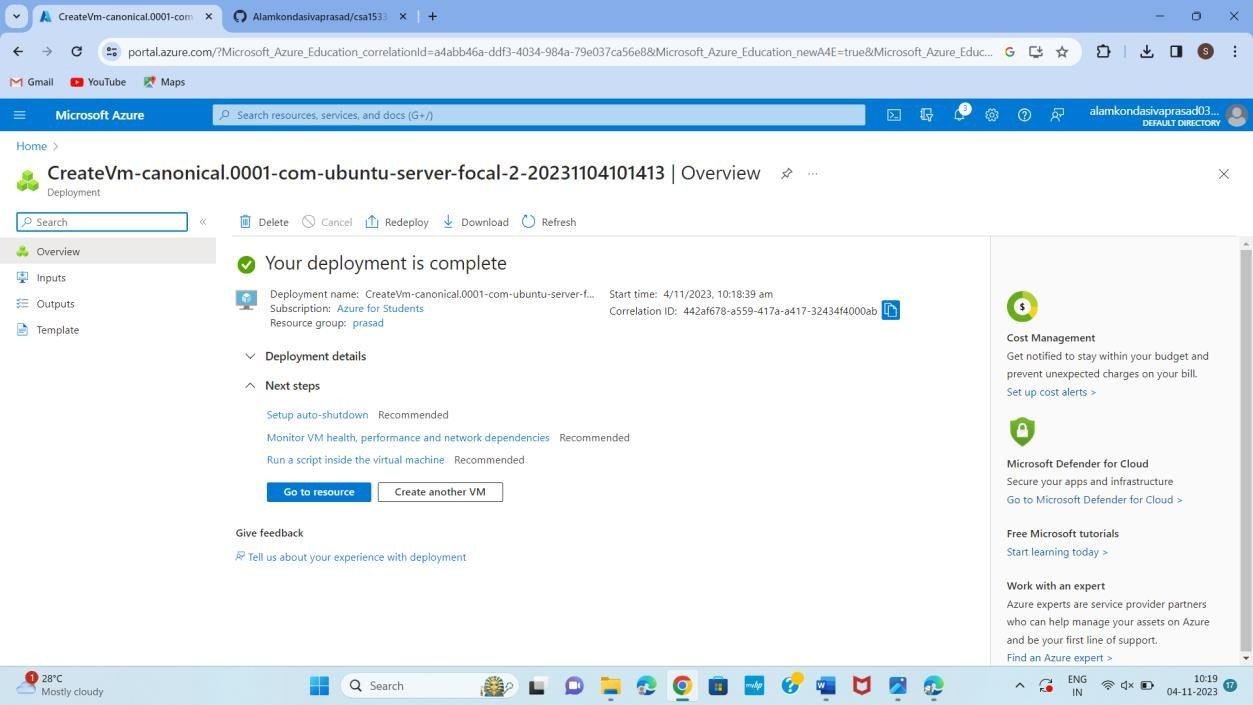 CreateVm-canonical.0001-com
Alamkondasivaprasad/csa1533
portal.azure.com/?Microsoft_Azure_Education_correlationId=a4abb46a-ddf3-4034-984a-79e037ca56e8&Microsoft_Azure_Education_newA4E=true&Microsoft_Azure_Educ...
S
Gmail
YouTube
Maps
Microsoft Azure
Search resources, services, and docs (G+/)
3
alamkondasivaprasad03...
DEFAULT DIRECTORY
Home >
CreateVm-canonical.0001-com-ubuntu-server-focal-2-20231104101413 | Overview
Deployment
Search
Delete Cancel Redeploy Download Refresh
Overview
Inputs
Outputs
Template
Your deployment is complete
Deployment name: CreateVm-canonical.0001-com-ubuntu-server-f...
Subscription: Azure for Students
Resource group: prasad
Start time: 4/11/2023, 10:18:39 am
Correlation ID: 442af678-a559-417a-a417-32434f4000ab
Deployment details
Next steps
Setup auto-shutdown Recommended
Monitor VM health, performance and network dependencies Recommended
Run a script inside the virtual machine Recommended
Go to resource
Create another VM
Give feedback
Tell us about your experience with deployment
Cost Management
Get notified to stay within your budget and
prevent unexpected charges on your bill.
Set up cost alerts >
Microsoft Defender for Cloud
Secure your apps and infrastructure
Go to Microsoft Defender for Cloud >
Free Microsoft tutorials
Start learning today >
Work with an expert
Azure experts are service provider partners
who can help manage your assets on Azure
and be your first line of support.
Find an Azure expert >
1
28°C
Mostly cloudy
Search
myhp
ENG
IN
10:19
04-11-2023
17